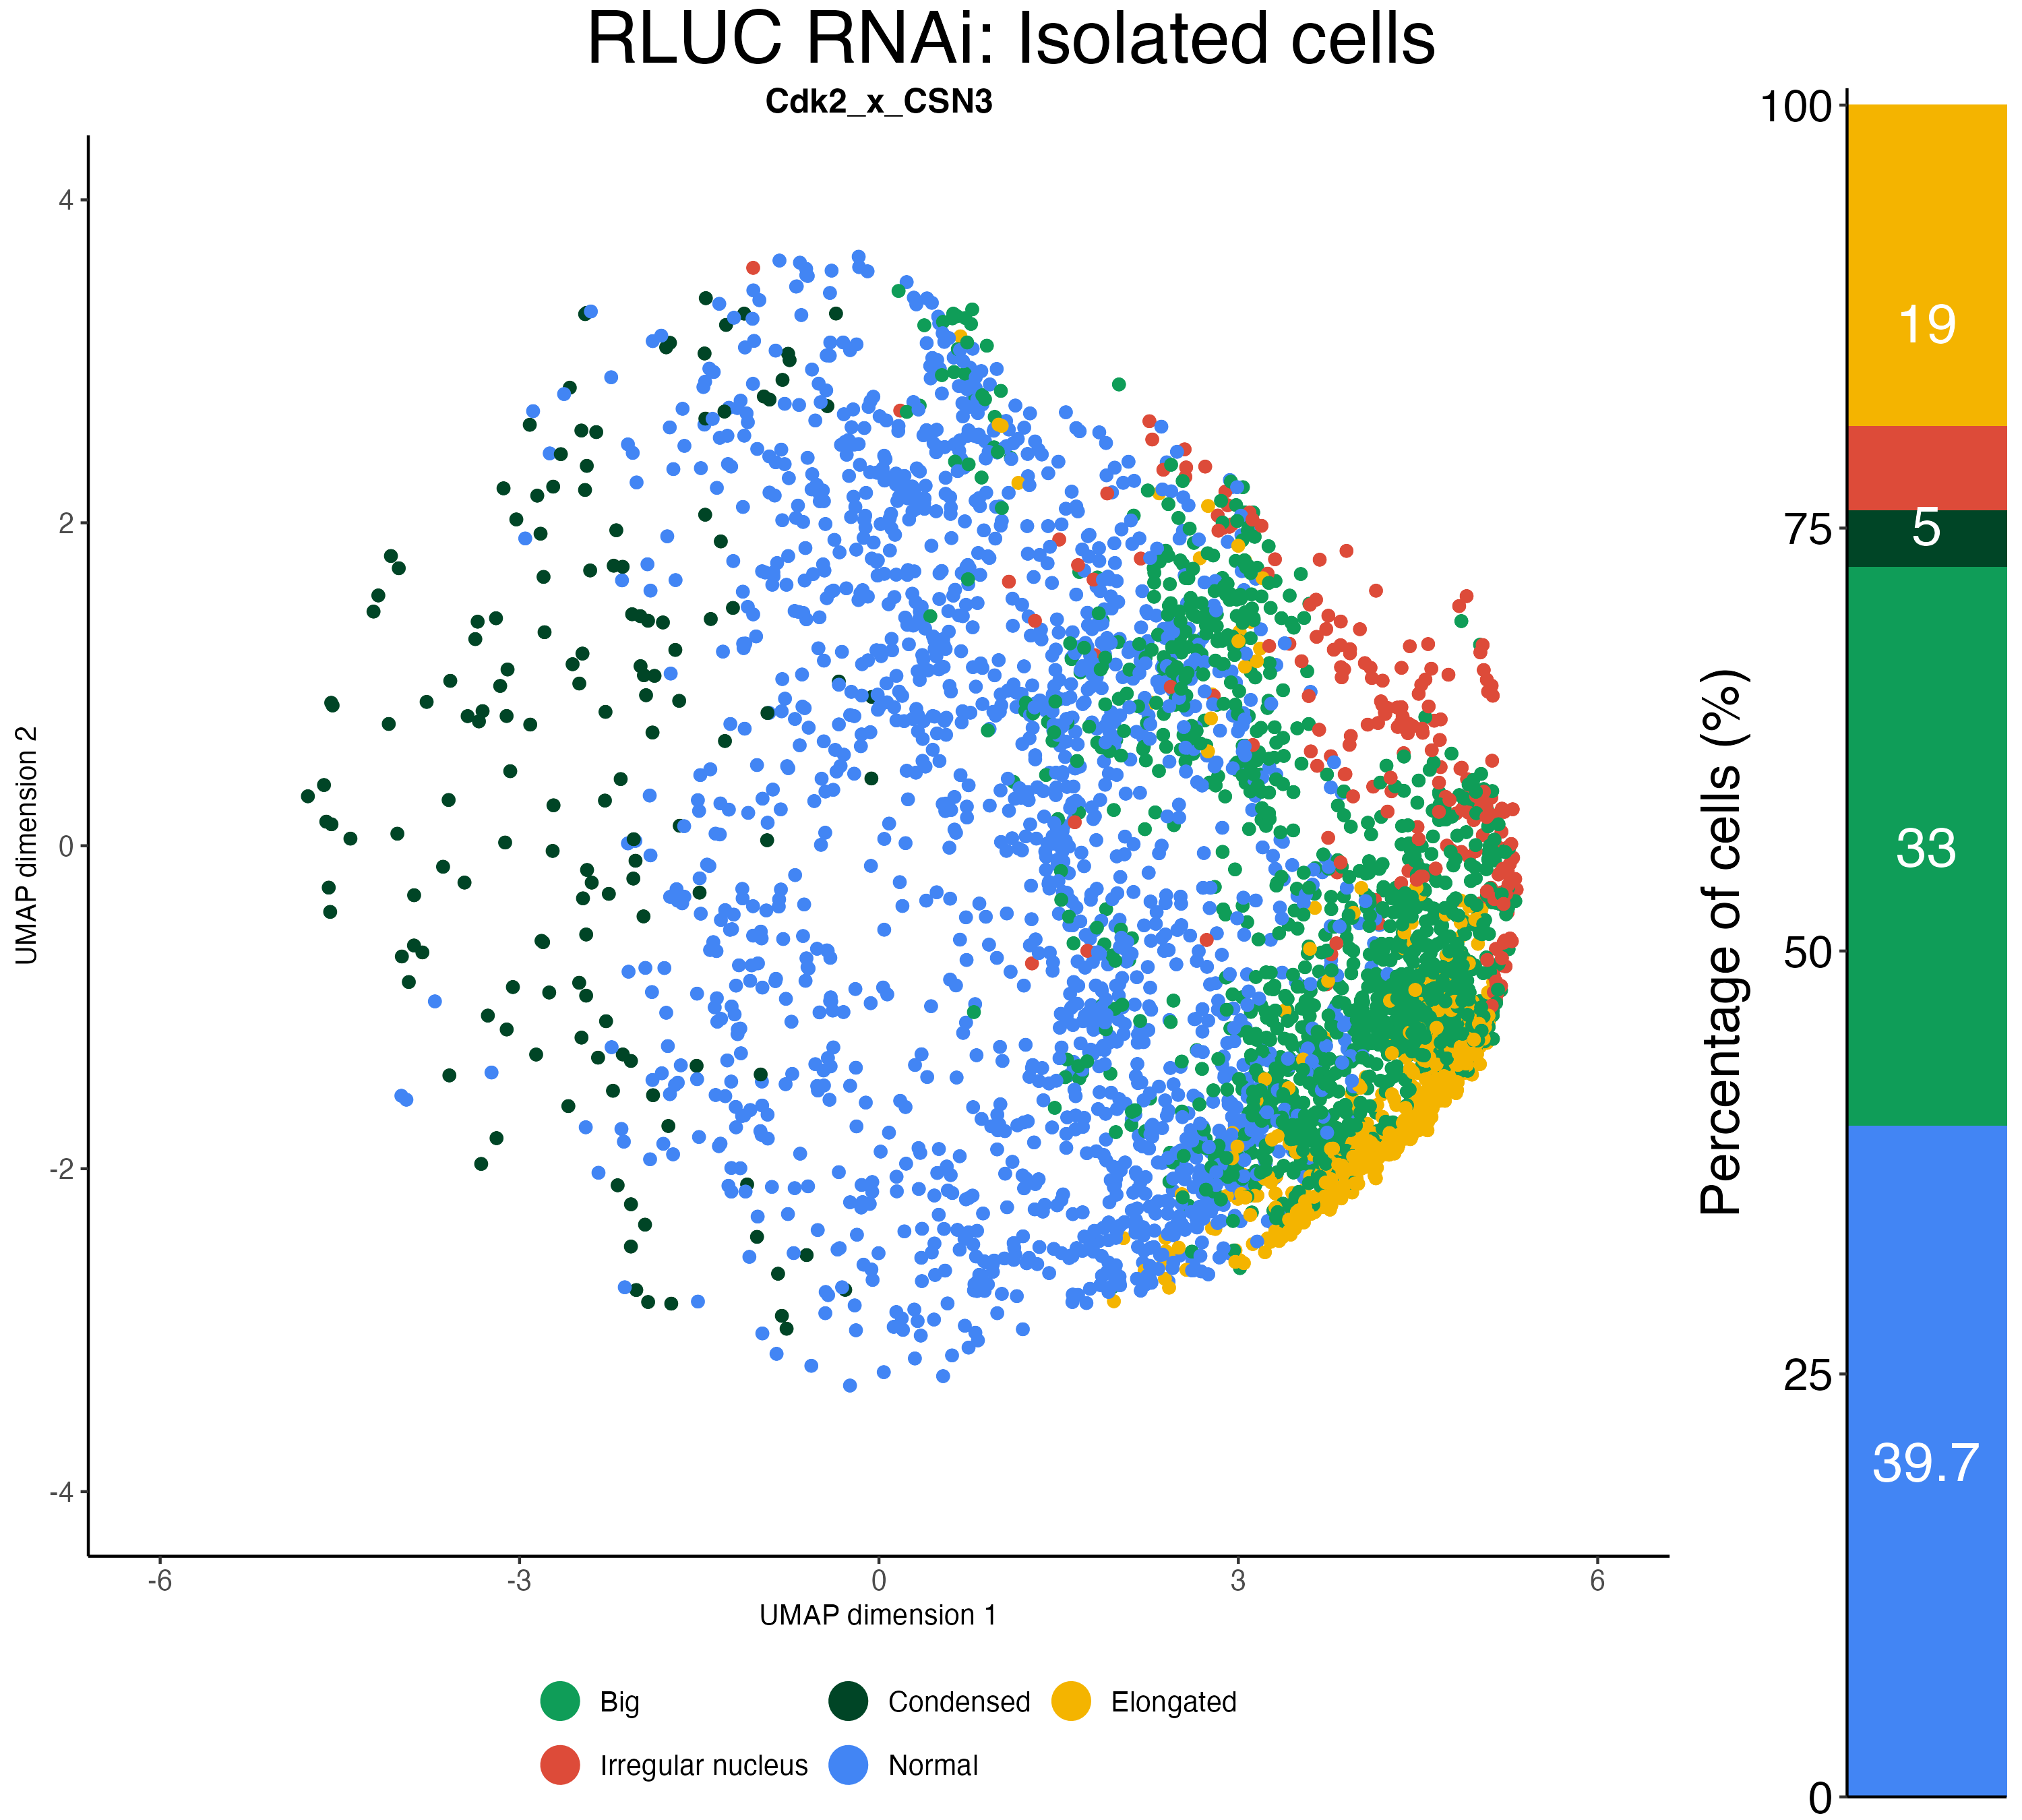 RLUC RNAi: Isolated cells
Cdk2_x_CSN3
4
2
0
-2
-4
UMAP dimension 2
-6
-3
0
3
6
UMAP dimension 1
Big
Condensed
Elongated
Irregular nucleus
Normal
Percentage of cells (%)
100
75
50
25
0
19
5
33
39.7